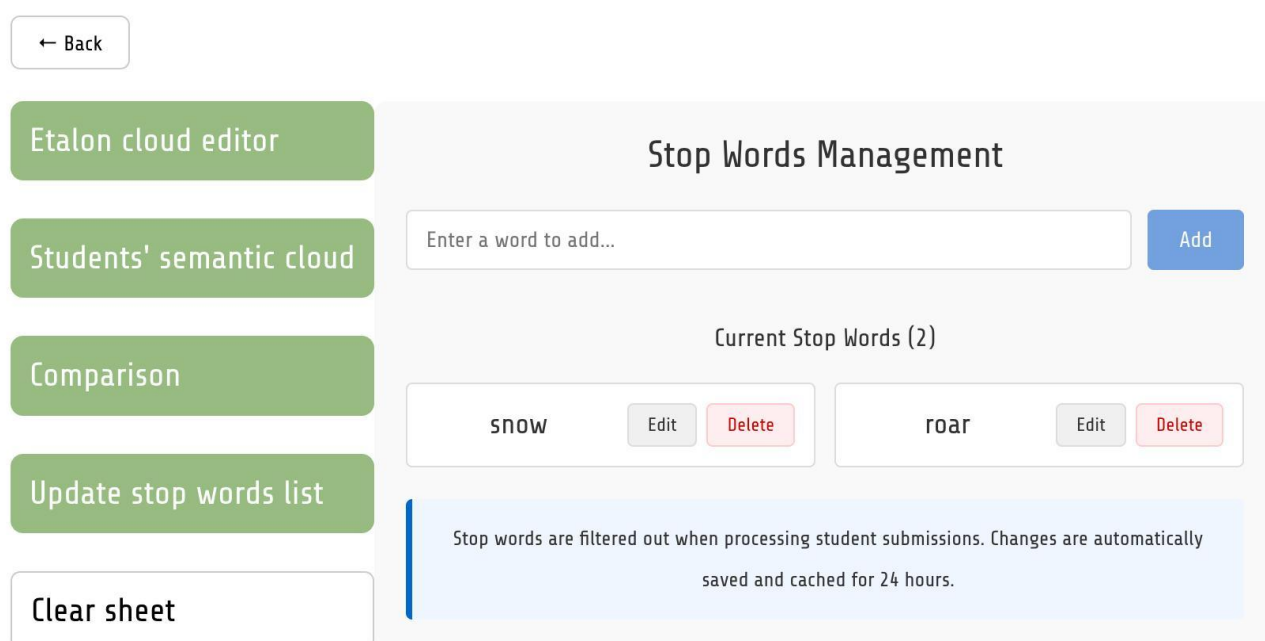 ← Back
Etalon cloud editor
Students' semantic cloud
Comparison
Update stop words list
Clear sheet
Stop Words Management
Enter a word to add...
Add
Current Stop Words (2)
snow
Edit
Delete
roar
Edit
Delete
Stop words are filtered out when processing student submissions. Changes are automatically
saved and cached for 24 hours.